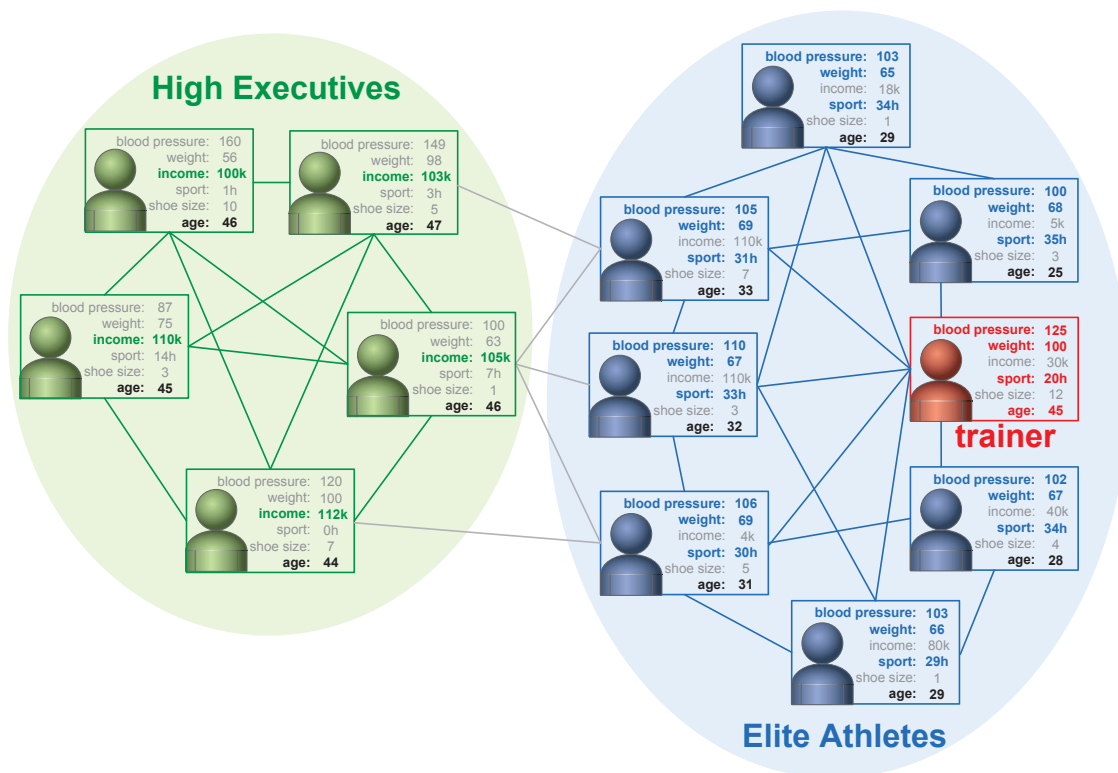 High Executives
blood pressure: 160
weight: 56
income: 100k
sport: 1h
shoe size: 10
age: 46
blood pressure: 149
weight: 98
income: 103k
sport: 3h
shoe size: 5
age: 47
blood pressure: 87
weight: 75
income: 110k
sport: 14h
shoe size: 3
age: 45
blood pressure: 100
weight: 63
income: 105k
sport: 7h
shoe size: 1
age: 46
blood pressure: 120
weight: 100
income: 112k
sport: 0h
shoe size: 7
age: 44
blood pressure: 103
weight: 65
income: 18k
sport: 34h
shoe size: 1
age: 29
blood pressure: 105
weight: 69
income: 110k
sport: 31h
shoe size: 7
age: 33
blood pressure: 100
weight: 68
income: 5k
sport: 35h
shoe size: 3
age: 25
blood pressure: 110
weight: 67
income: 110k
sport: 33h
shoe size: 3
age: 32
blood pressure: 125
weight: 100
income: 30k
sport: 20h
shoe size: 12
age: 45
trainer
blood pressure: 106
weight: 69
income: 4k
sport: 30h
shoe size: 5
age: 31
blood pressure: 102
weight: 67
income: 40k
sport: 34h
shoe size: 4
age: 28
blood pressure: 103
weight: 66
income: 80k
sport: 29h
shoe size: 1
age: 29
Elite Athletes